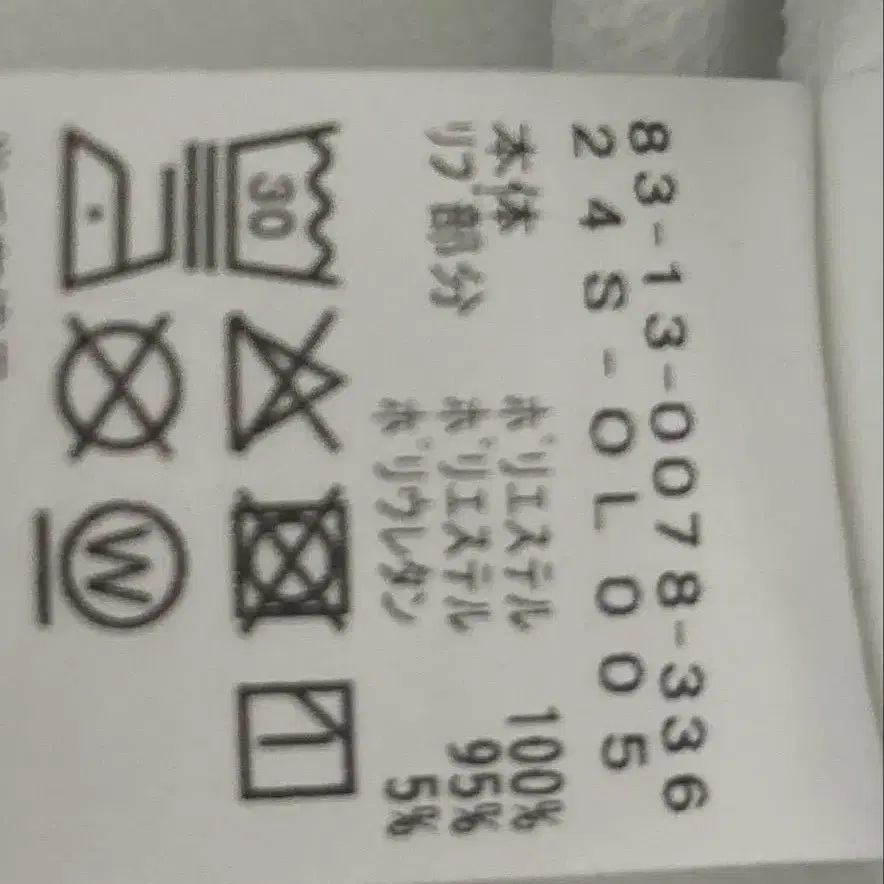 83-13-0078-336
24S-OL005
本体 ポリエステル 100%
リブ部分 ポリエステル 95%
ポリウレタン 5%
30
W